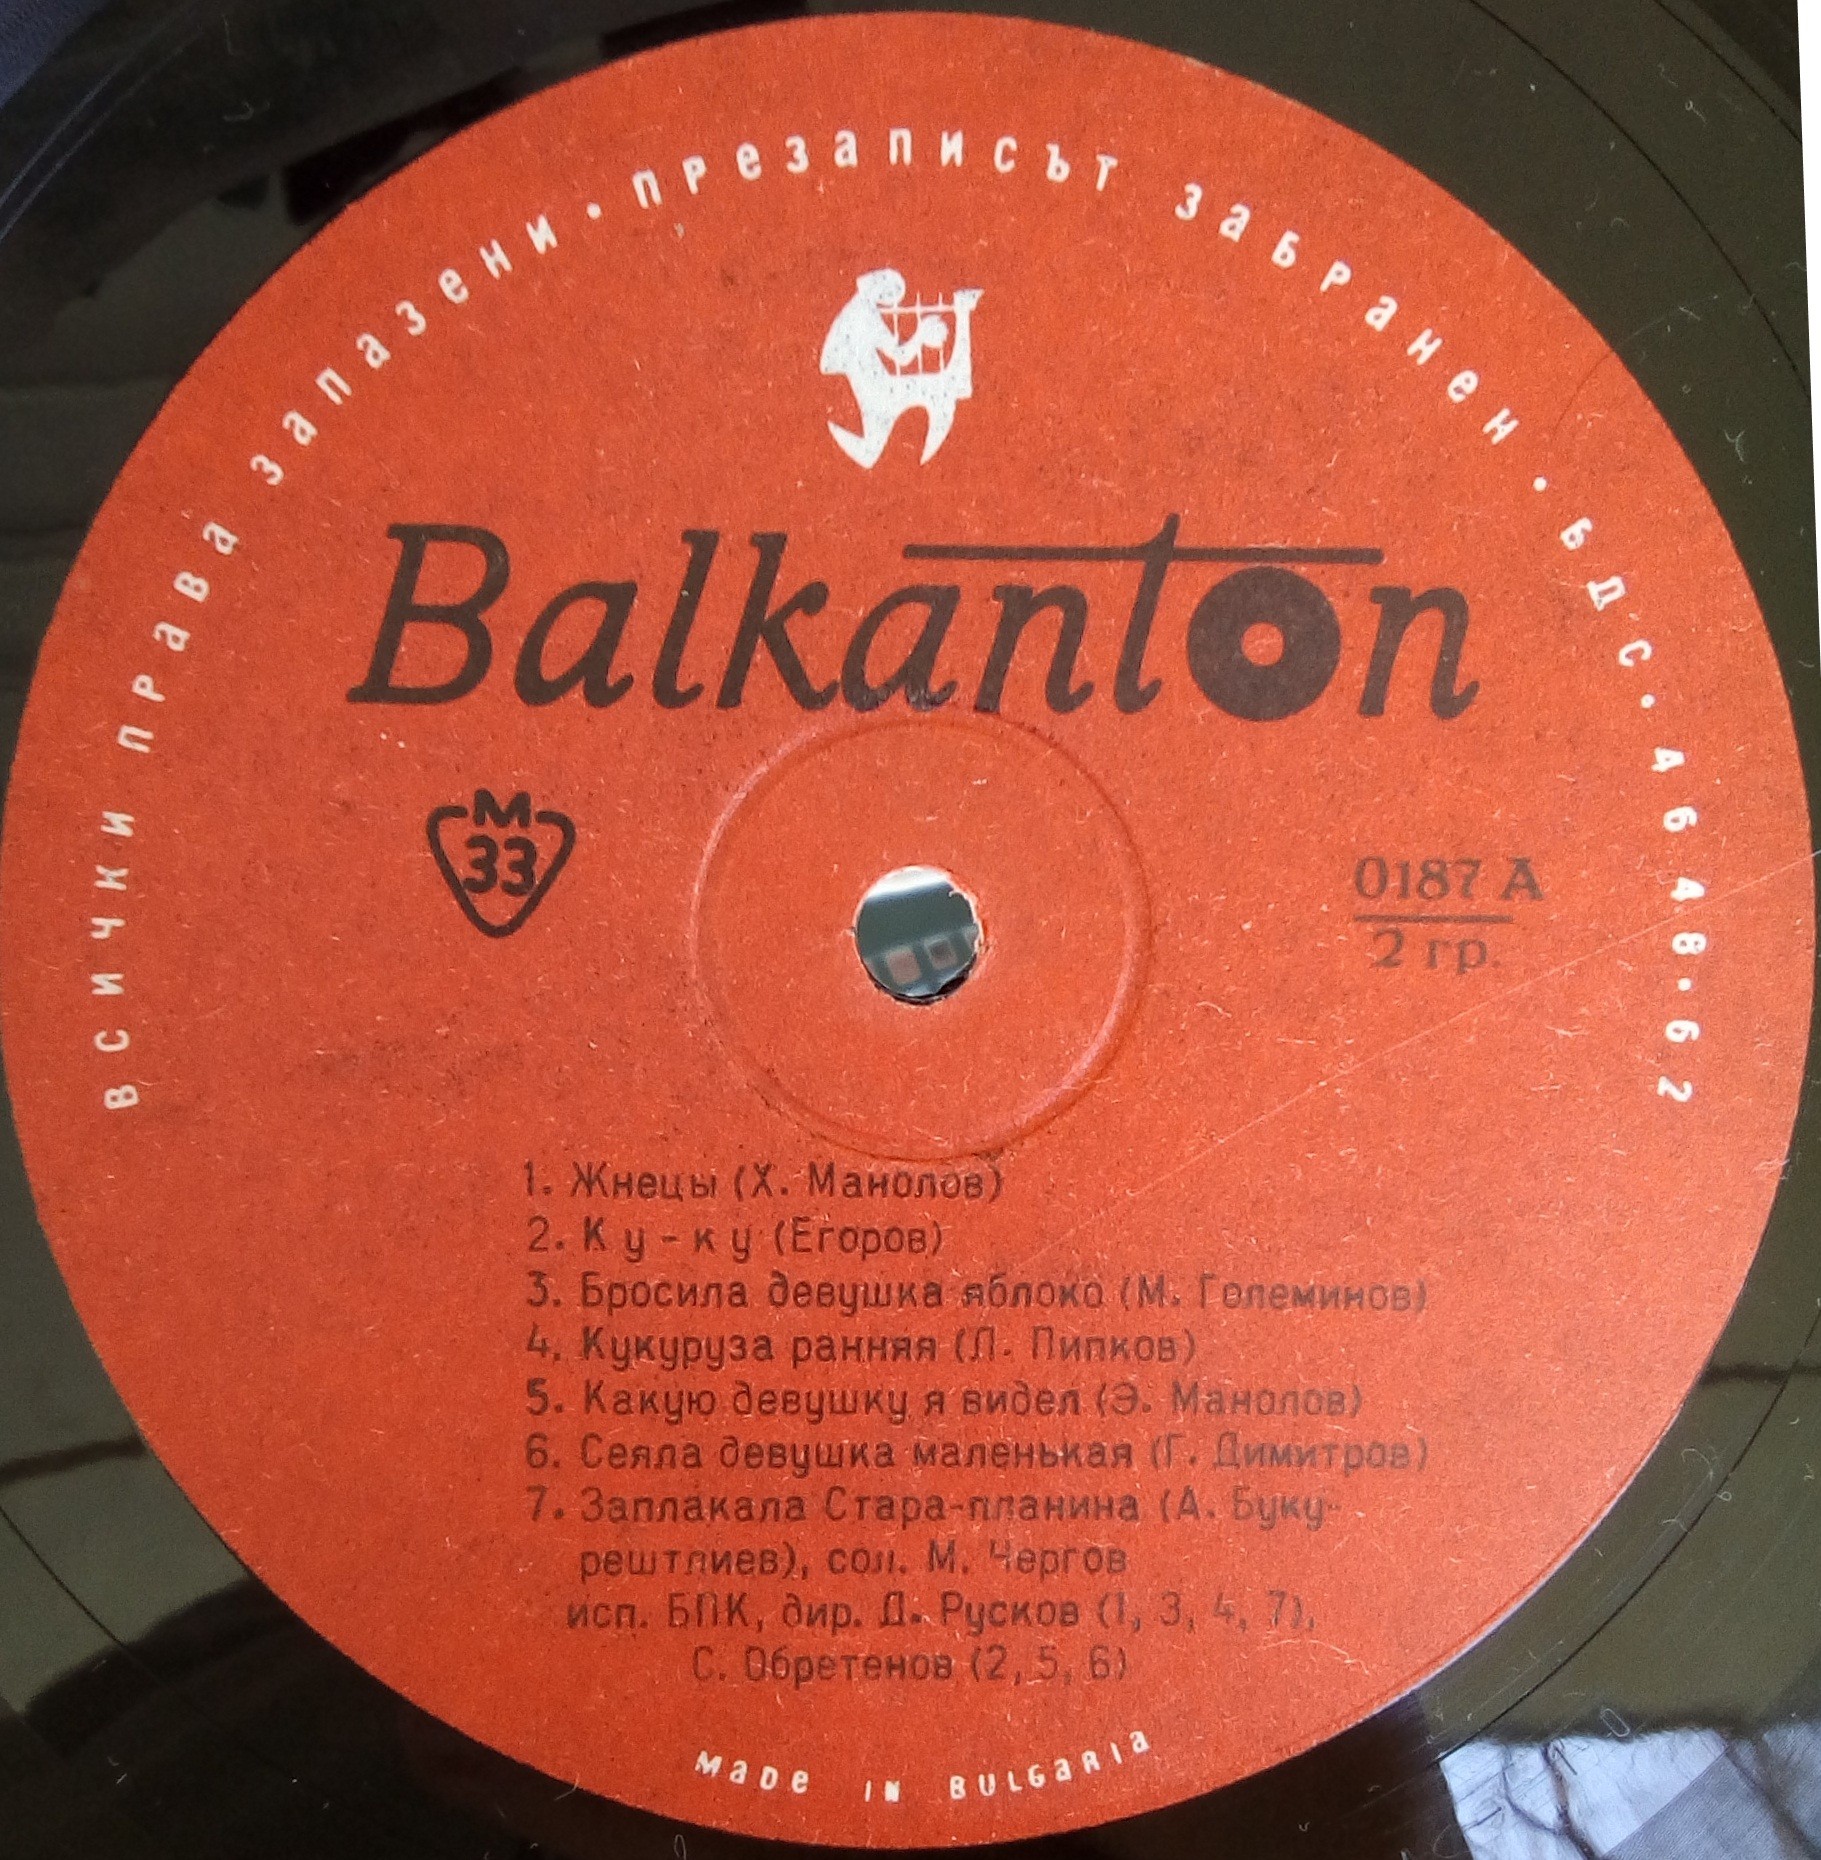 ВСИЧКИ ПРАВА ЗАПАЗЕНИ · ПРЕЗАПИСЪТ ЗАБРАНЕН · БДС · 4648 · 62
Balkanton
М
33
0187 А
2 гр.
1. Жнецы (Х. Манолов)
2. Ку-ку (Егоров)
3. Бросила девушка яблоко (М. Големинов)
4. Кукуруза ранняя (Л. Пипков)
5. Какую девушку я видел (Э. Манолов)
6. Сеяла девушка маленькая (Г. Димитров)
7. Заплакала Стара-планина (А. Буку-
рештлиев), сол. М. Чергов
исп. БПК, дир. Д. Русков (1, 3, 4, 7),
С. Обретенов (2, 5, 6)
MADE IN BULGARIA